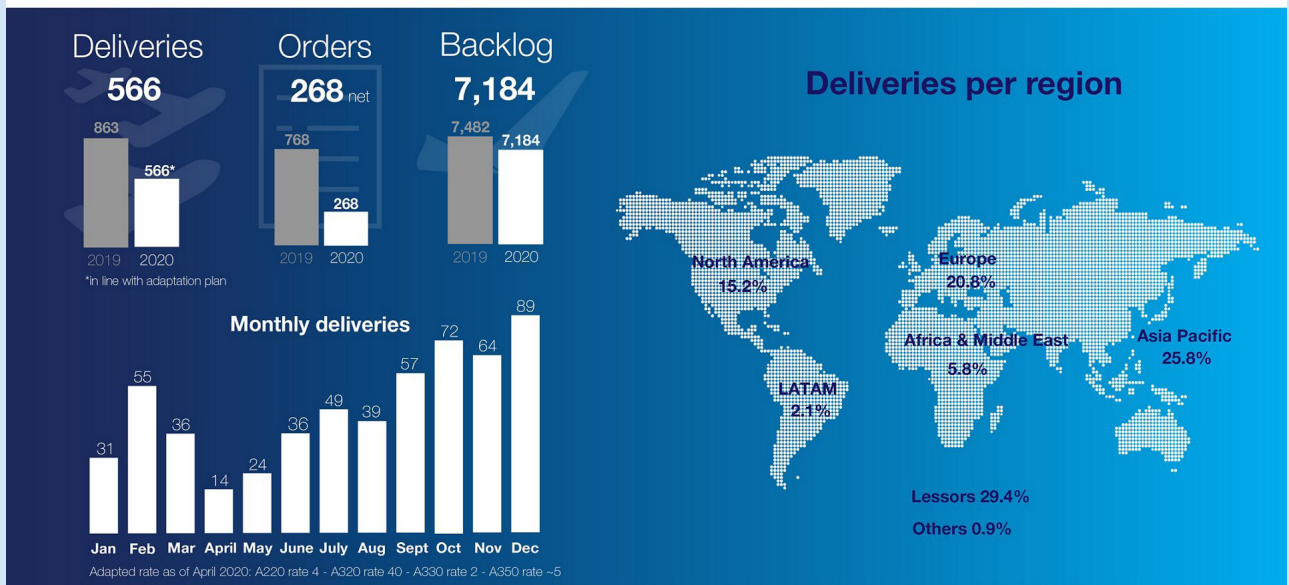 Deliveries
566
863
566*
2019 2020
*in line with adaptation plan
Orders
268 net
768
268
2019 2020
Backlog
7,184
7,482
7,184
2019 2020
Monthly deliveries
31
55
36
14
24
36
49
39
57
72
64
89
Jan Feb Mar April May June July Aug Sept Oct Nov Dec
Adapted rate as of April 2020: A220 rate 4 - A320 rate 40 - A330 rate 2 - A350 rate ~5
Deliveries per region
North America
15.2%
Europe
20.8%
Africa & Middle East
5.8%
Asia Pacific
25.8%
LATAM
2.1%
Lessors 29.4%
Others 0.9%